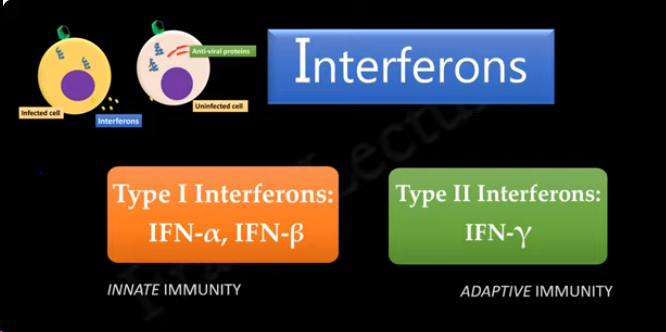 Interferons
Anti-viral proteins
Infected cell
Interferons
Uninfected cell
Type I Interferons:
IFN-α, IFN-β
Type II Interferons:
IFN-γ
INNATE IMMUNITY
ADAPTIVE IMMUNITY